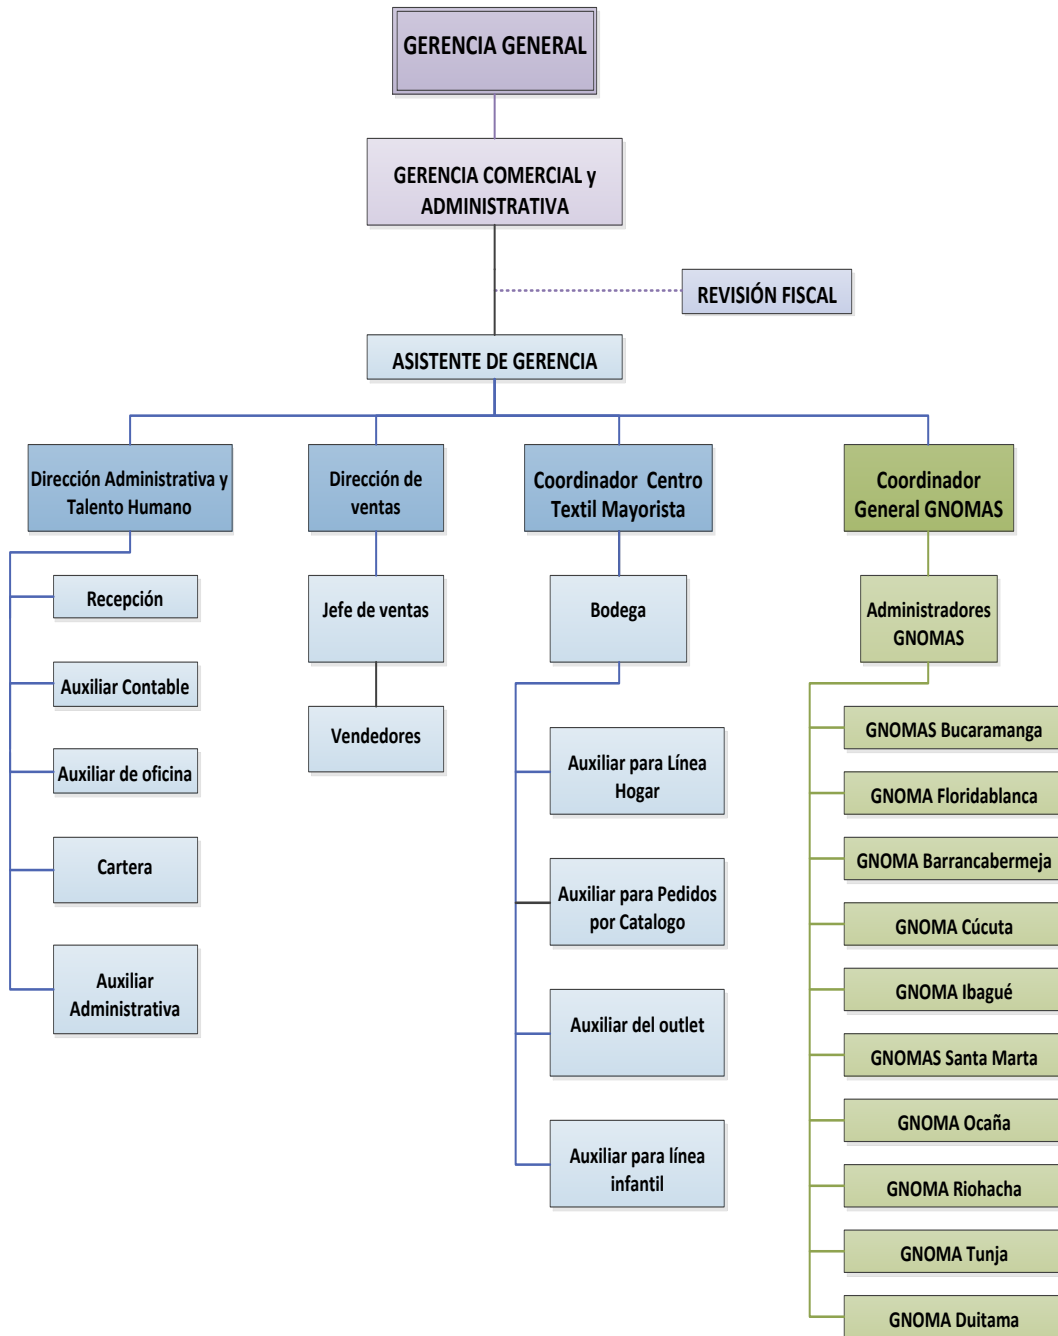 GERENCIA GENERAL
GERENCIA COMERCIAL y
ADMINISTRATIVA
REVISIÓN FISCAL
ASISTENTE DE GERENCIA
Dirección Administrativa y
Talento Humano
Recepción
Auxiliar Contable
Auxiliar de oficina
Cartera
Auxiliar
Administrativa
Dirección de
ventas
Jefe de ventas
Vendedores
Coordinador Centro
Textil Mayorista
Bodega
Auxiliar para Línea
Hogar
Auxiliar para Pedidos
por Catalogo
Auxiliar del outlet
Auxiliar para línea
infantil
Coordinador
General GNOMAS
Administradores
GNOMAS
GNOMAS Bucaramanga
GNOMA Floridablanca
GNOMA Barrancabermeja
GNOMA Cúcuta
GNOMA Ibagué
GNOMAS Santa Marta
GNOMA Ocaña
GNOMA Riohacha
GNOMA Tunja
GNOMA Duitama